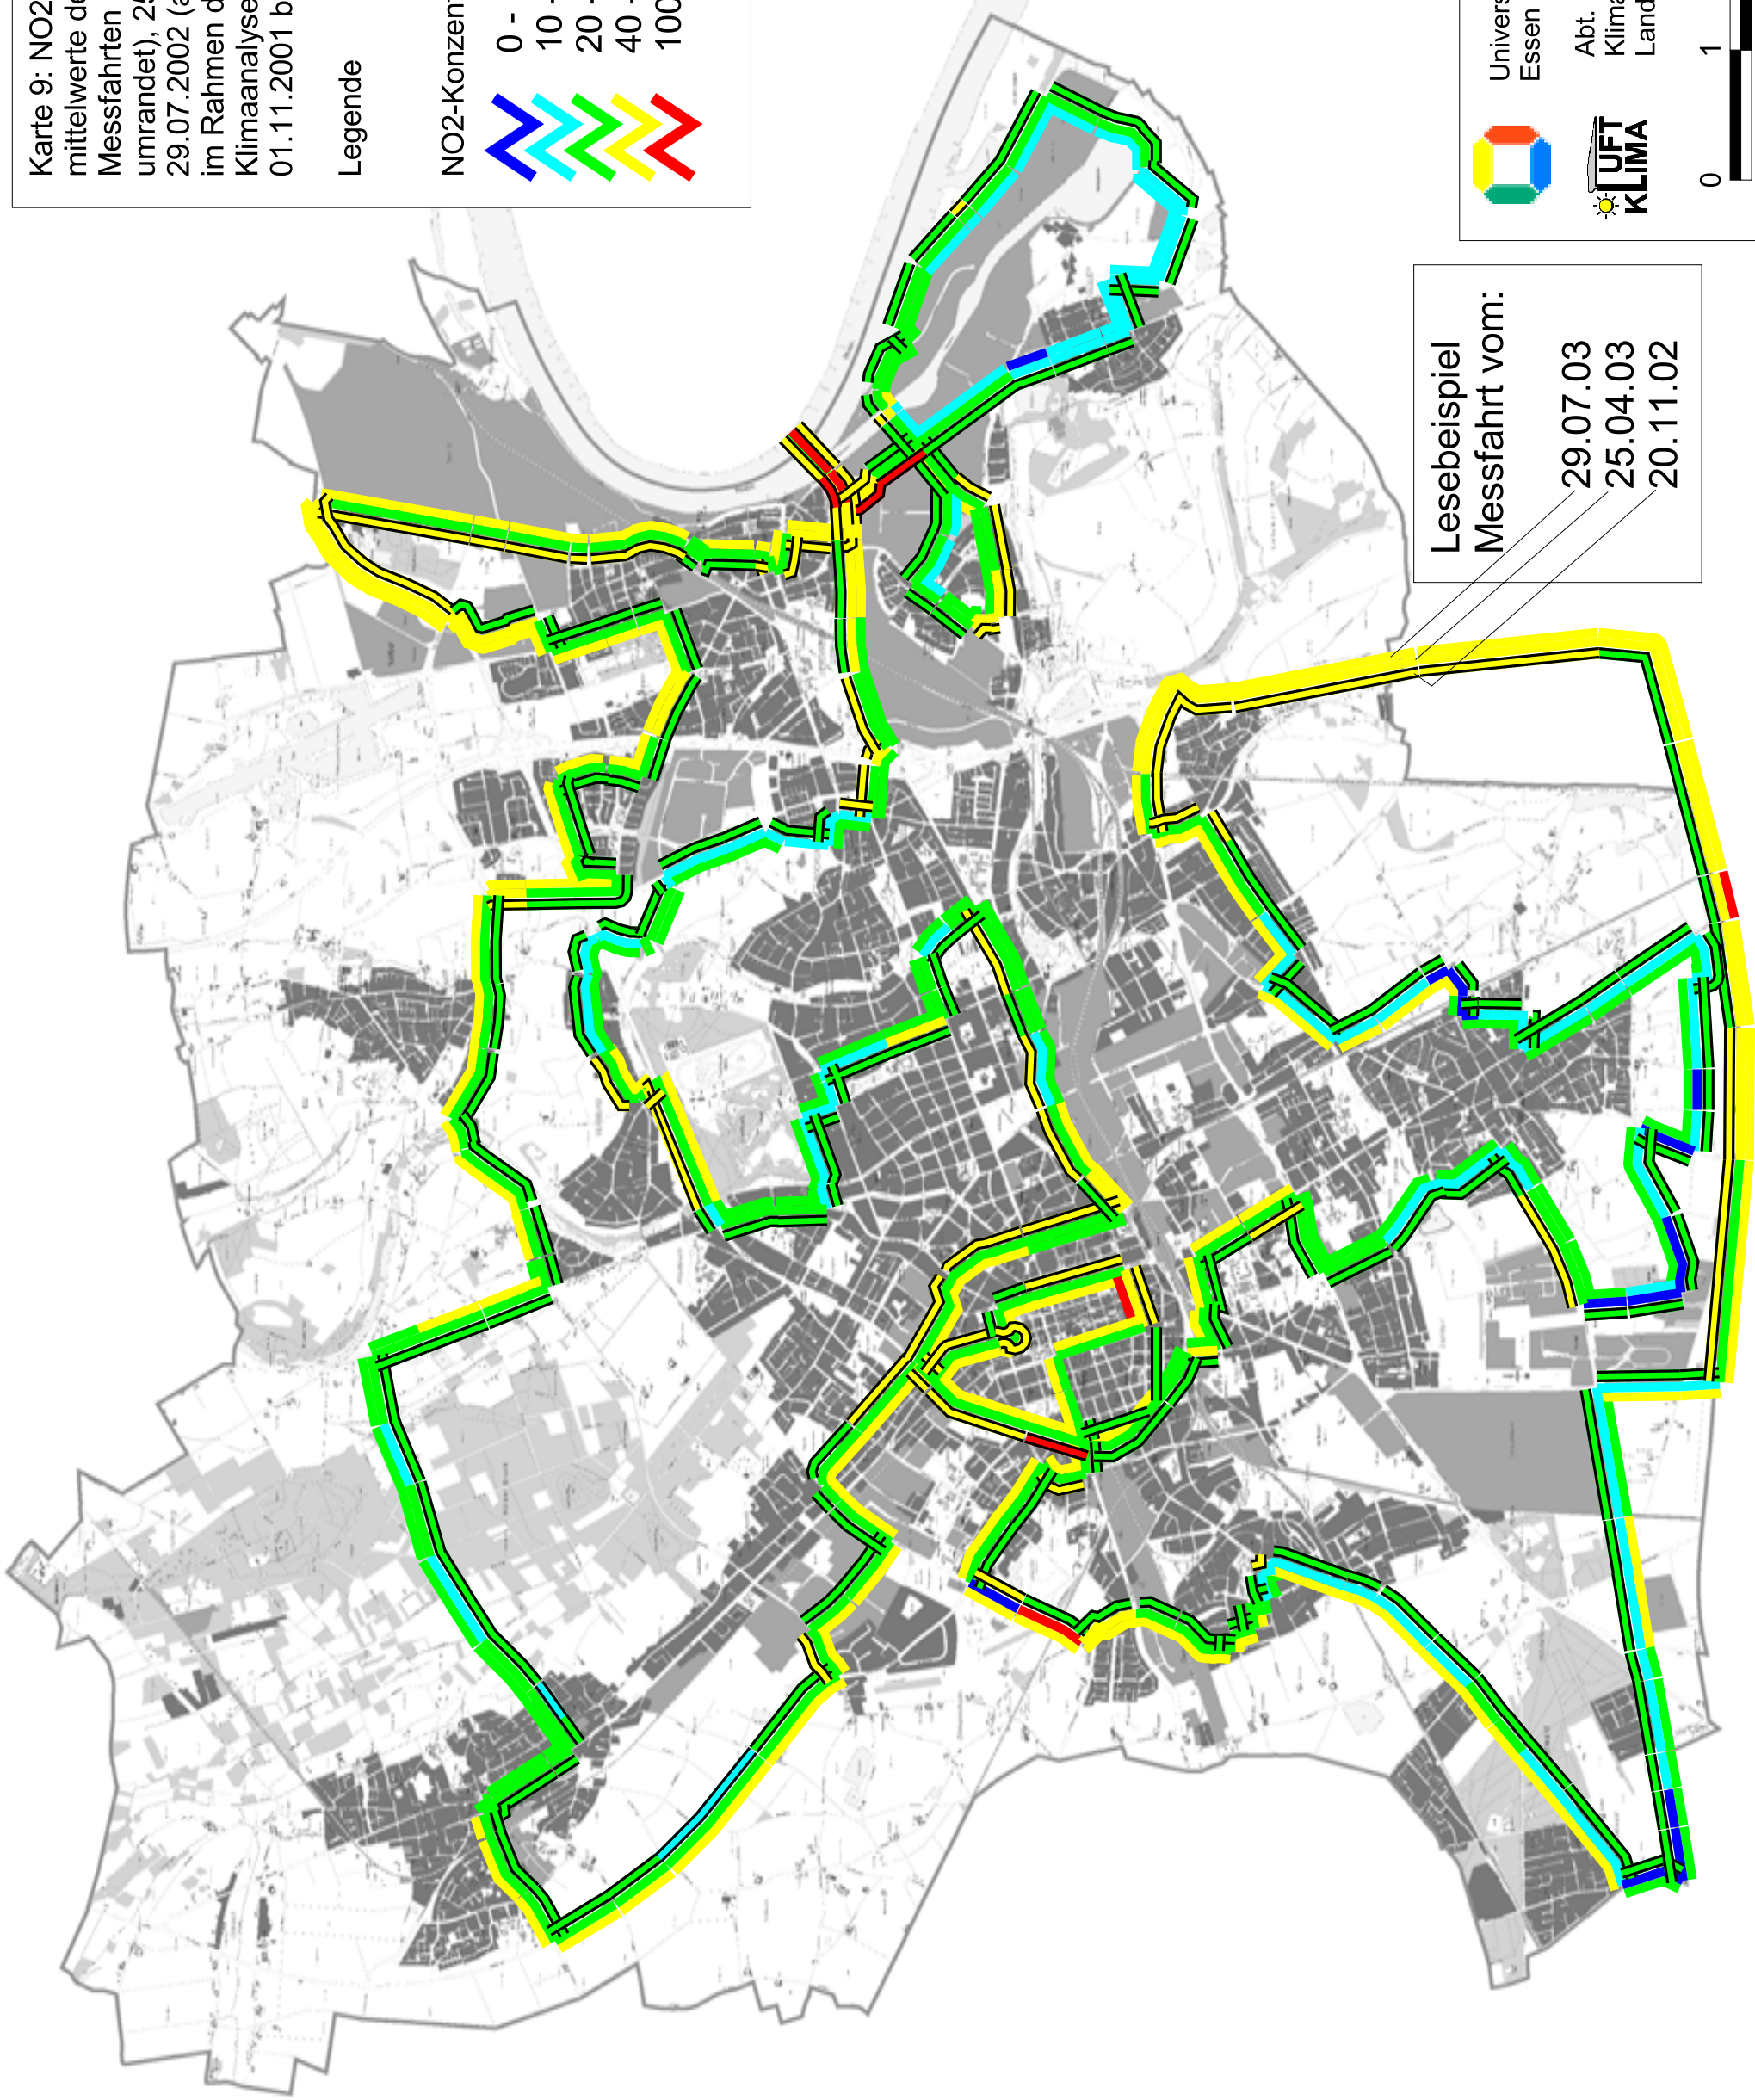 Karte 9: NO2
mittelwerte de
Messfahrten
umrandet), 25
29.07.2002 (a
im Rahmen d
Klimaanalyse
01.11.2001 b
Legende
NO2-Konzen
0 -
10 -
20 -
40 -
100
Lesebeispiel
Messfahrt vom:
29.07.03
25.04.03
20.11.02
Univers
Essen
LUFT
KLIMA
Abt.
Klima
Land
0 1